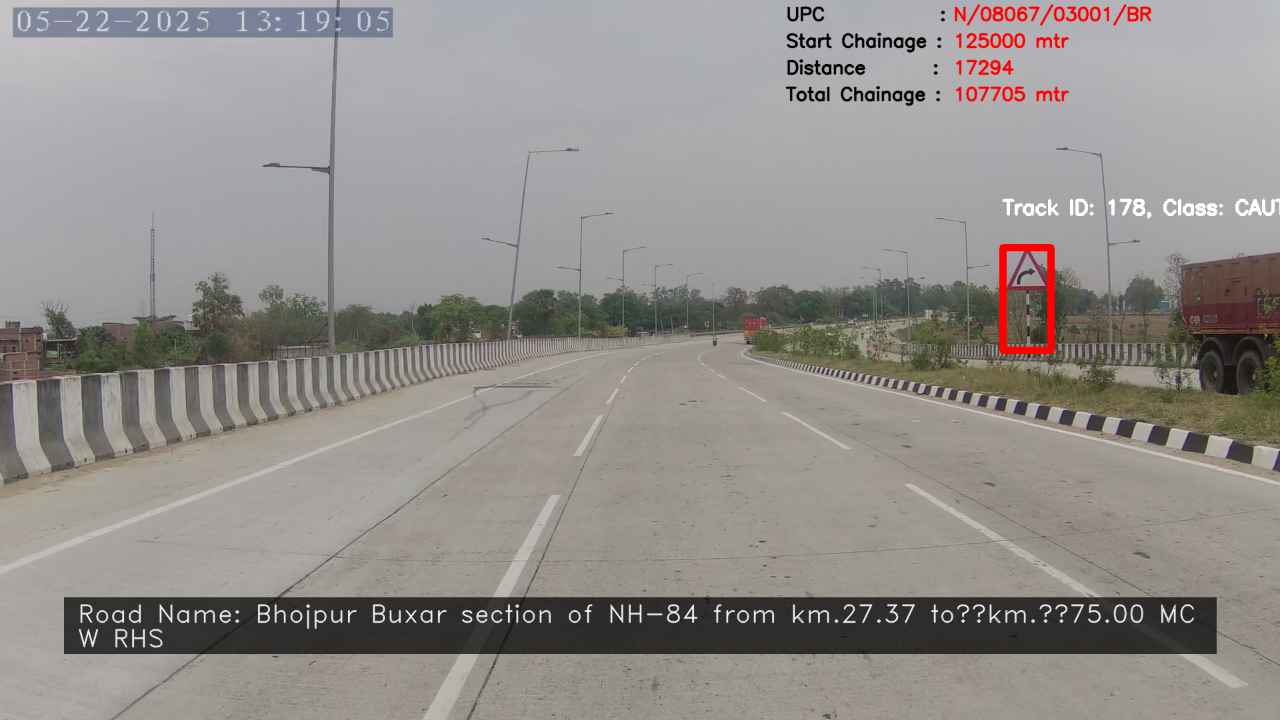 05-22-2025 13:19:05
UPC : N/08067/03001/BR
Start Chainage : 125000 mtr
Distance : 17294
Total Chainage : 107705 mtr
Track ID: 178, Class: CAUT
Road Name: Bhojpur Buxar section of NH-84 from km.27.37 to??km.??75.00 MC
W RHS